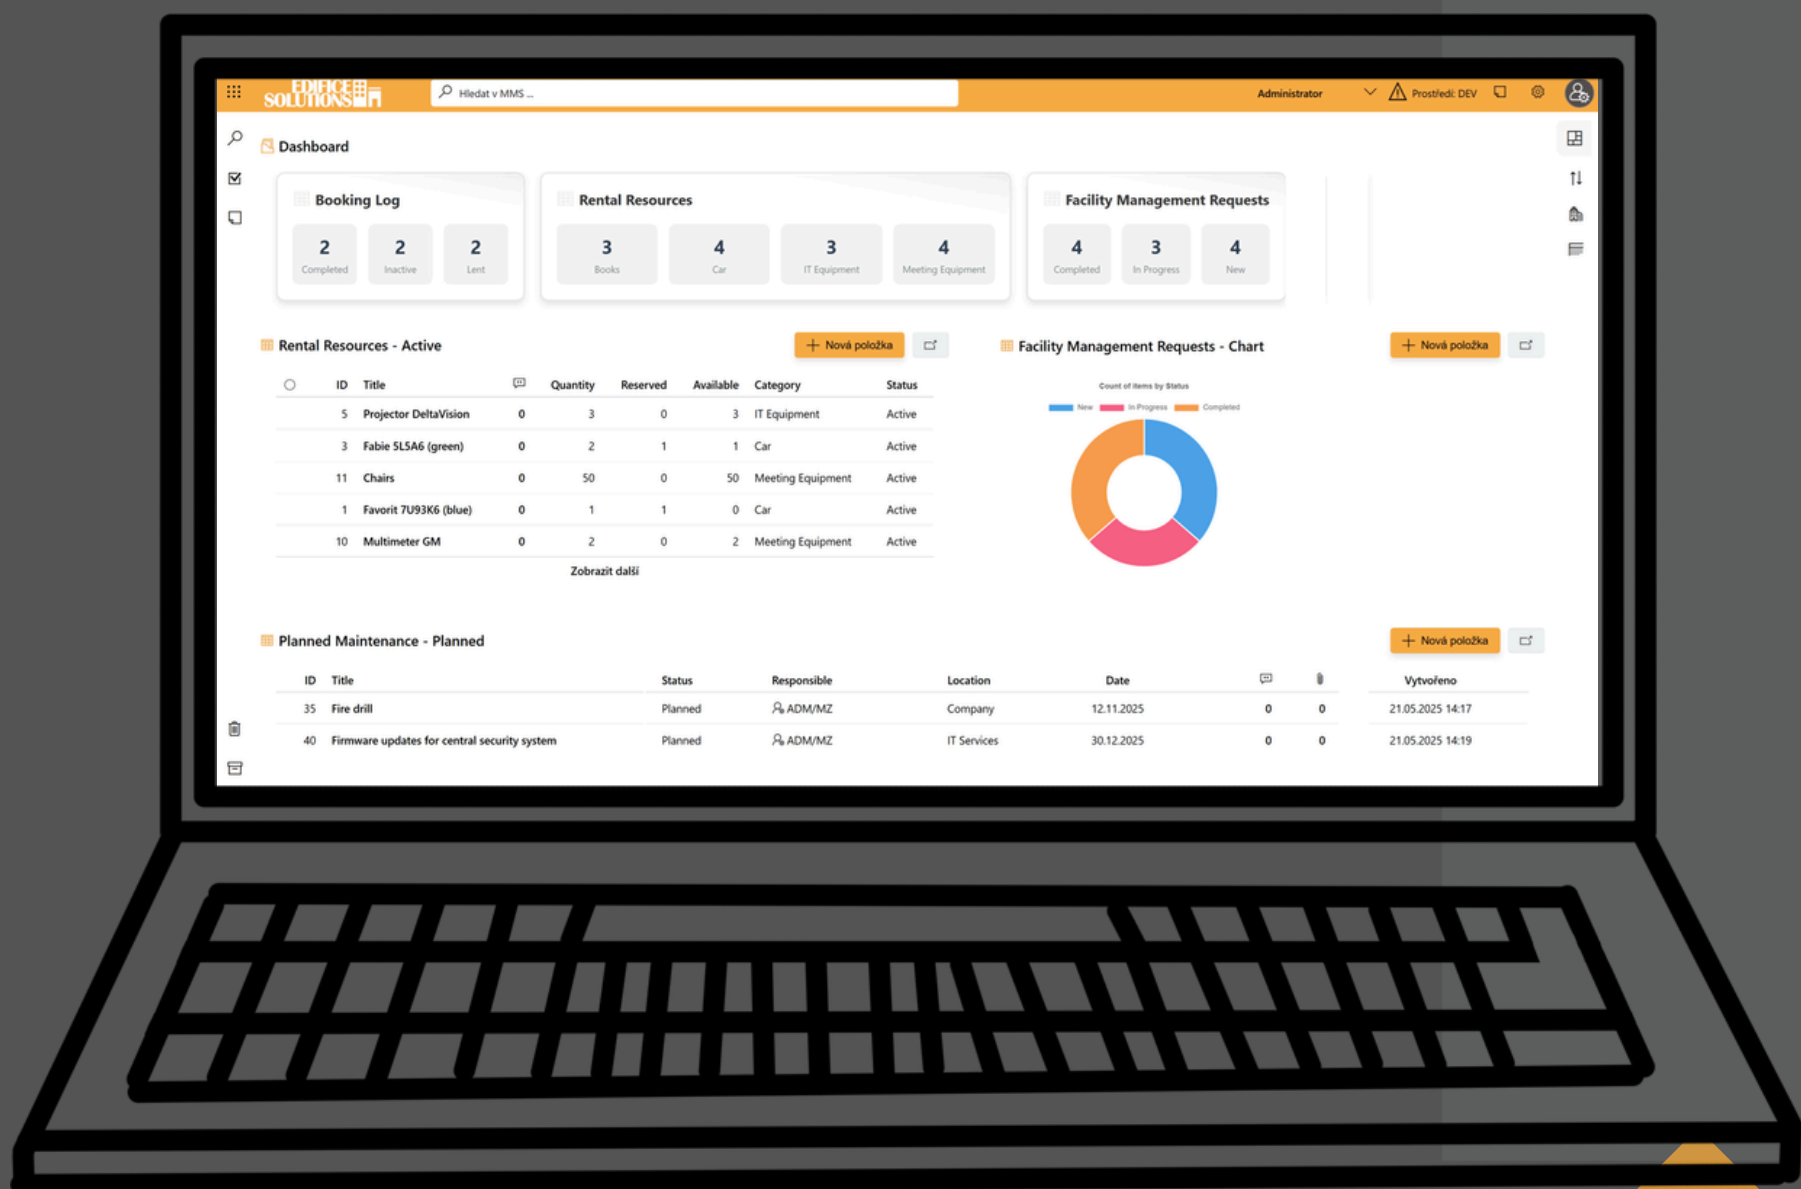 EDIFICE
SOLUTIONS
Hledat v MMS ...
Administrator
Prostředí: DEV
Dashboard
Booking Log
2 2 2
Completed Inactive Lent
Rental Resources
3 4 3 4
Books Car IT Equipment Meeting Equipment
Facility Management Requests
4 3 4
Completed In Progress New
Rental Resources - Active
+ Nová položka
ID Title Quantity Reserved Available Category Status
5 Projector DeltaVision 0 3 0 3 IT Equipment Active
3 Fabie 5L5A6 (green) 0 2 1 1 Car Active
11 Chairs 0 50 0 50 Meeting Equipment Active
1 Favorit 7U93K6 (blue) 0 1 1 0 Car Active
10 Multimeter GM 0 2 0 2 Meeting Equipment Active
Zobrazit další
Facility Management Requests - Chart
+ Nová položka
Count of items by Status
New In Progress Completed
Planned Maintenance - Planned
+ Nová položka
ID Title Status Responsible Location Date Vytvořeno
35 Fire drill Planned ADM/MZ Company 12.11.2025 0 0 21.05.2025 14:17
40 Firmware updates for central security system Planned ADM/MZ IT Services 30.12.2025 0 0 21.05.2025 14:19